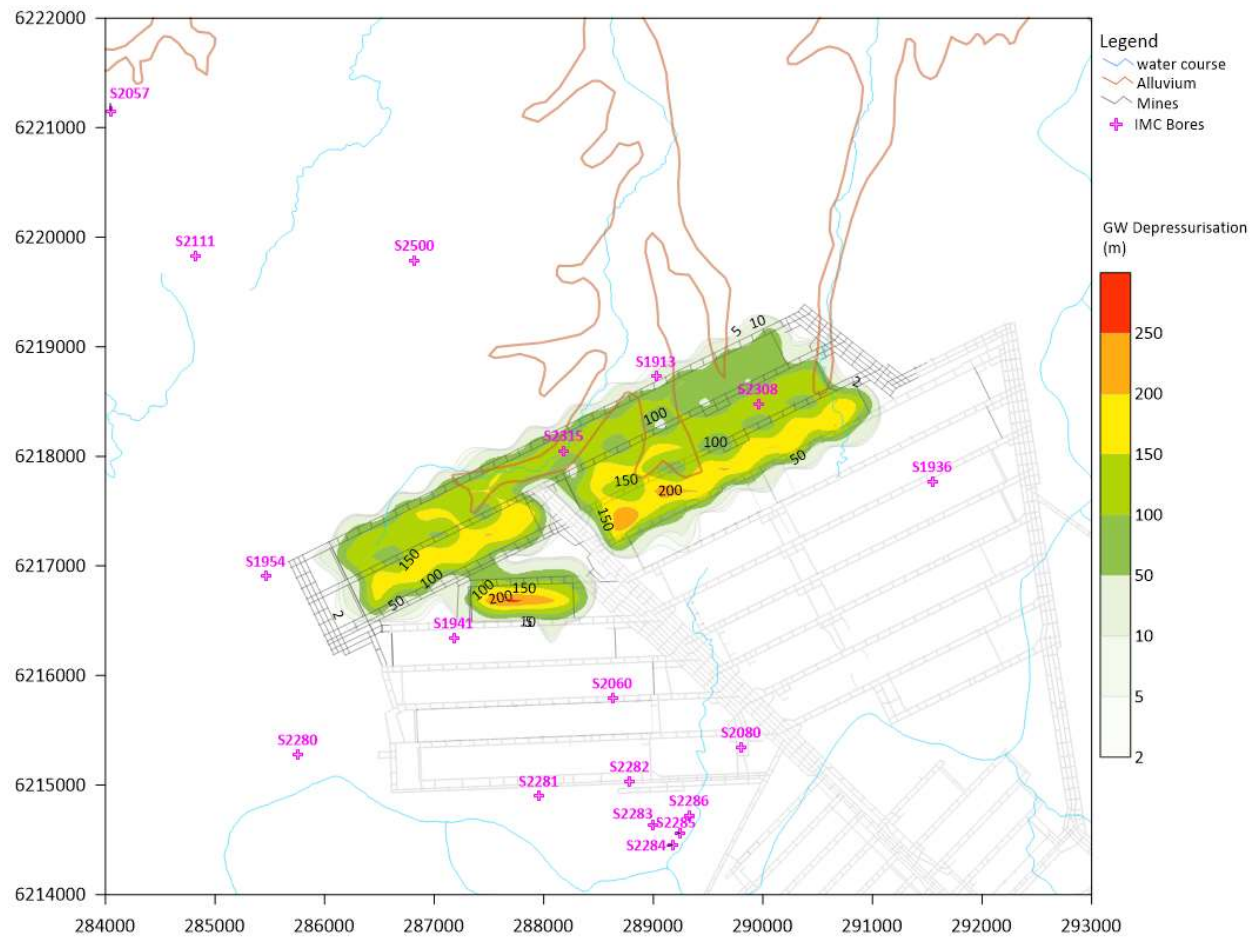 6222000
6221000
6220000
6219000
6218000
6217000
6216000
6215000
6214000
284000 285000 286000 287000 288000 289000 290000 291000 292000 293000
S2057
S2111
S2500
S1913
S2308
S2315
S1936
S1954
S1941
S2060
S2280
S2080
S2282
S2281
S2286
S2283
S2285
S2284
5 10
2
100
100
50
150
200
150
150
100
50
2
100
150
200
Legend
water course
Alluvium
Mines
IMC Bores
GW Depressurisation
(m)
250
200
150
100
50
10
5
2